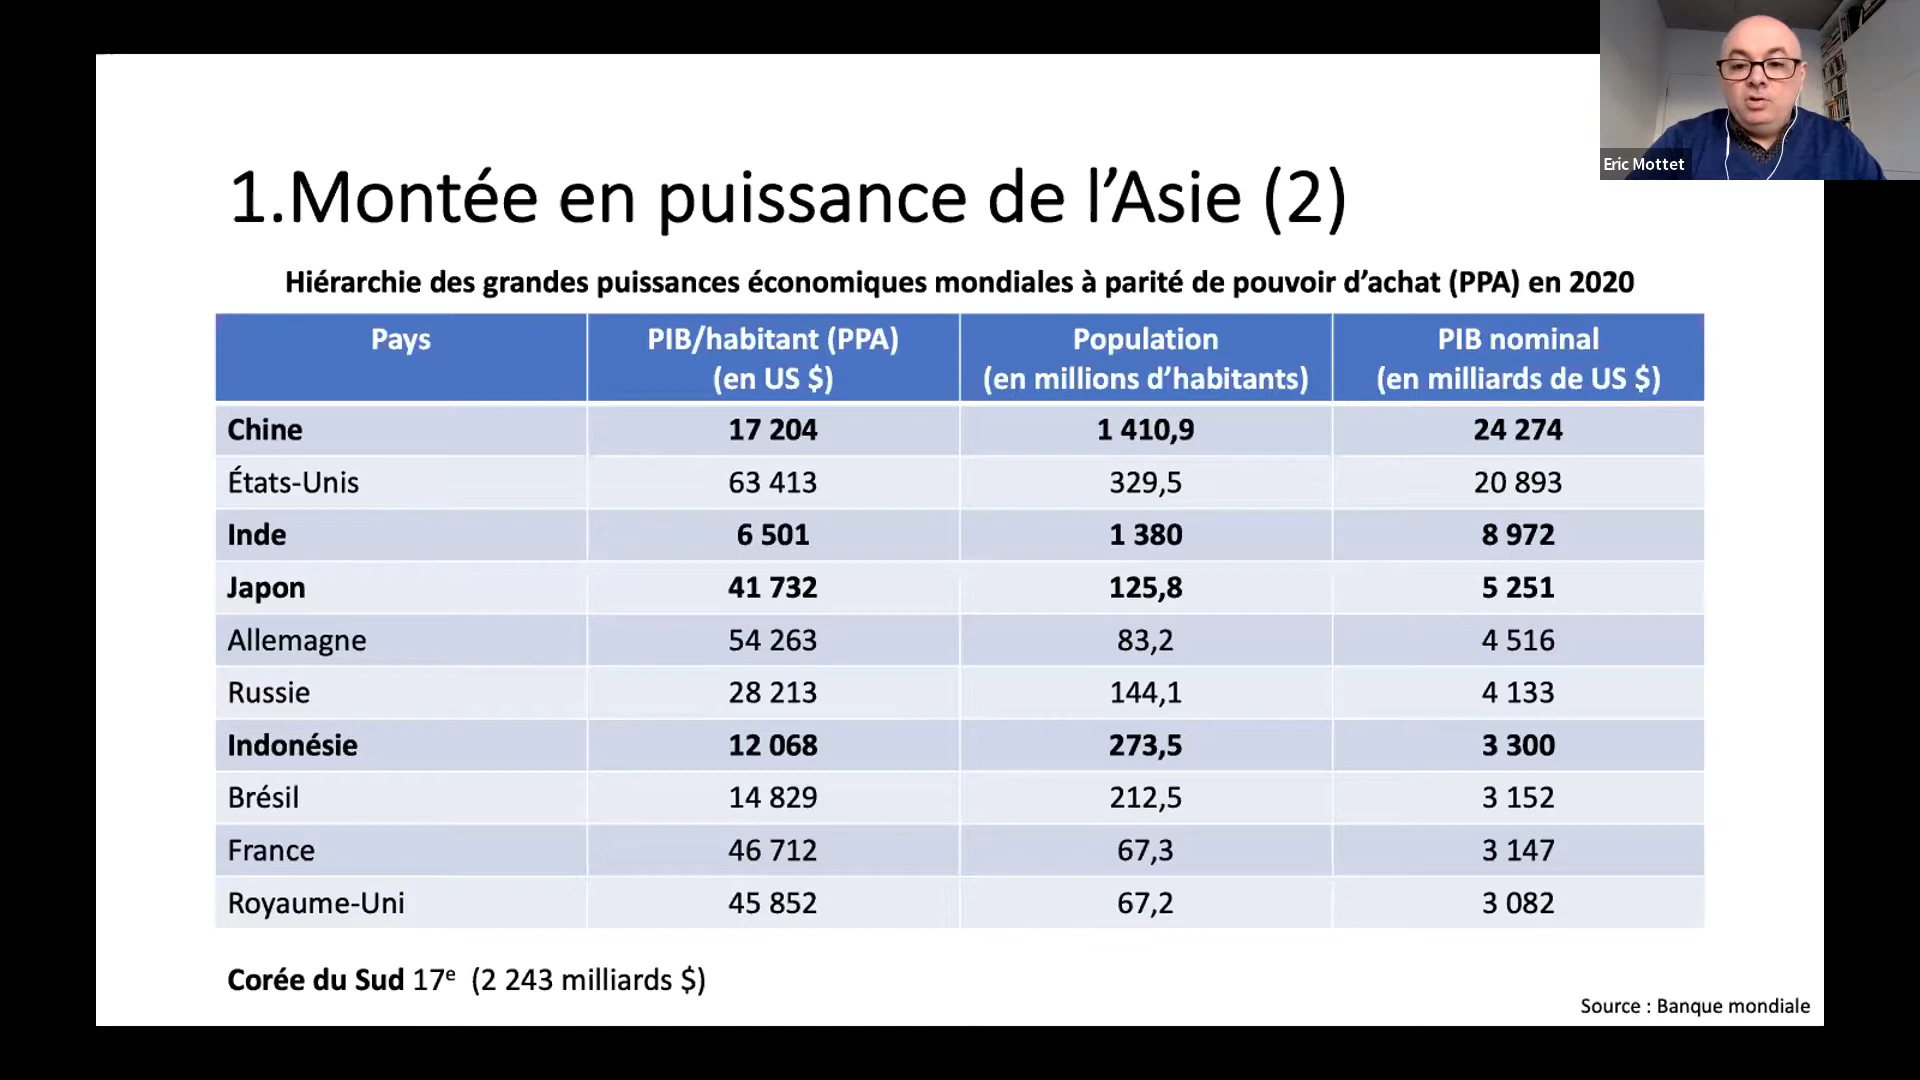 Eric Mottet
1.Montée en puissance de l’Asie (2)
Hiérarchie des grandes puissances économiques mondiales à parité de pouvoir d’achat (PPA) en 2020
Pays PIB/habitant (PPA) (en US $) Population (en millions d’habitants) PIB nominal (en milliards de US $)
Chine 17 204 1 410,9 24 274
États-Unis 63 413 329,5 20 893
Inde 6 501 1 380 8 972
Japon 41 732 125,8 5 251
Allemagne 54 263 83,2 4 516
Russie 28 213 144,1 4 133
Indonésie 12 068 273,5 3 300
Brésil 14 829 212,5 3 152
France 46 712 67,3 3 147
Royaume-Uni 45 852 67,2 3 082
Corée du Sud 17e (2 243 milliards $)
Source : Banque mondiale